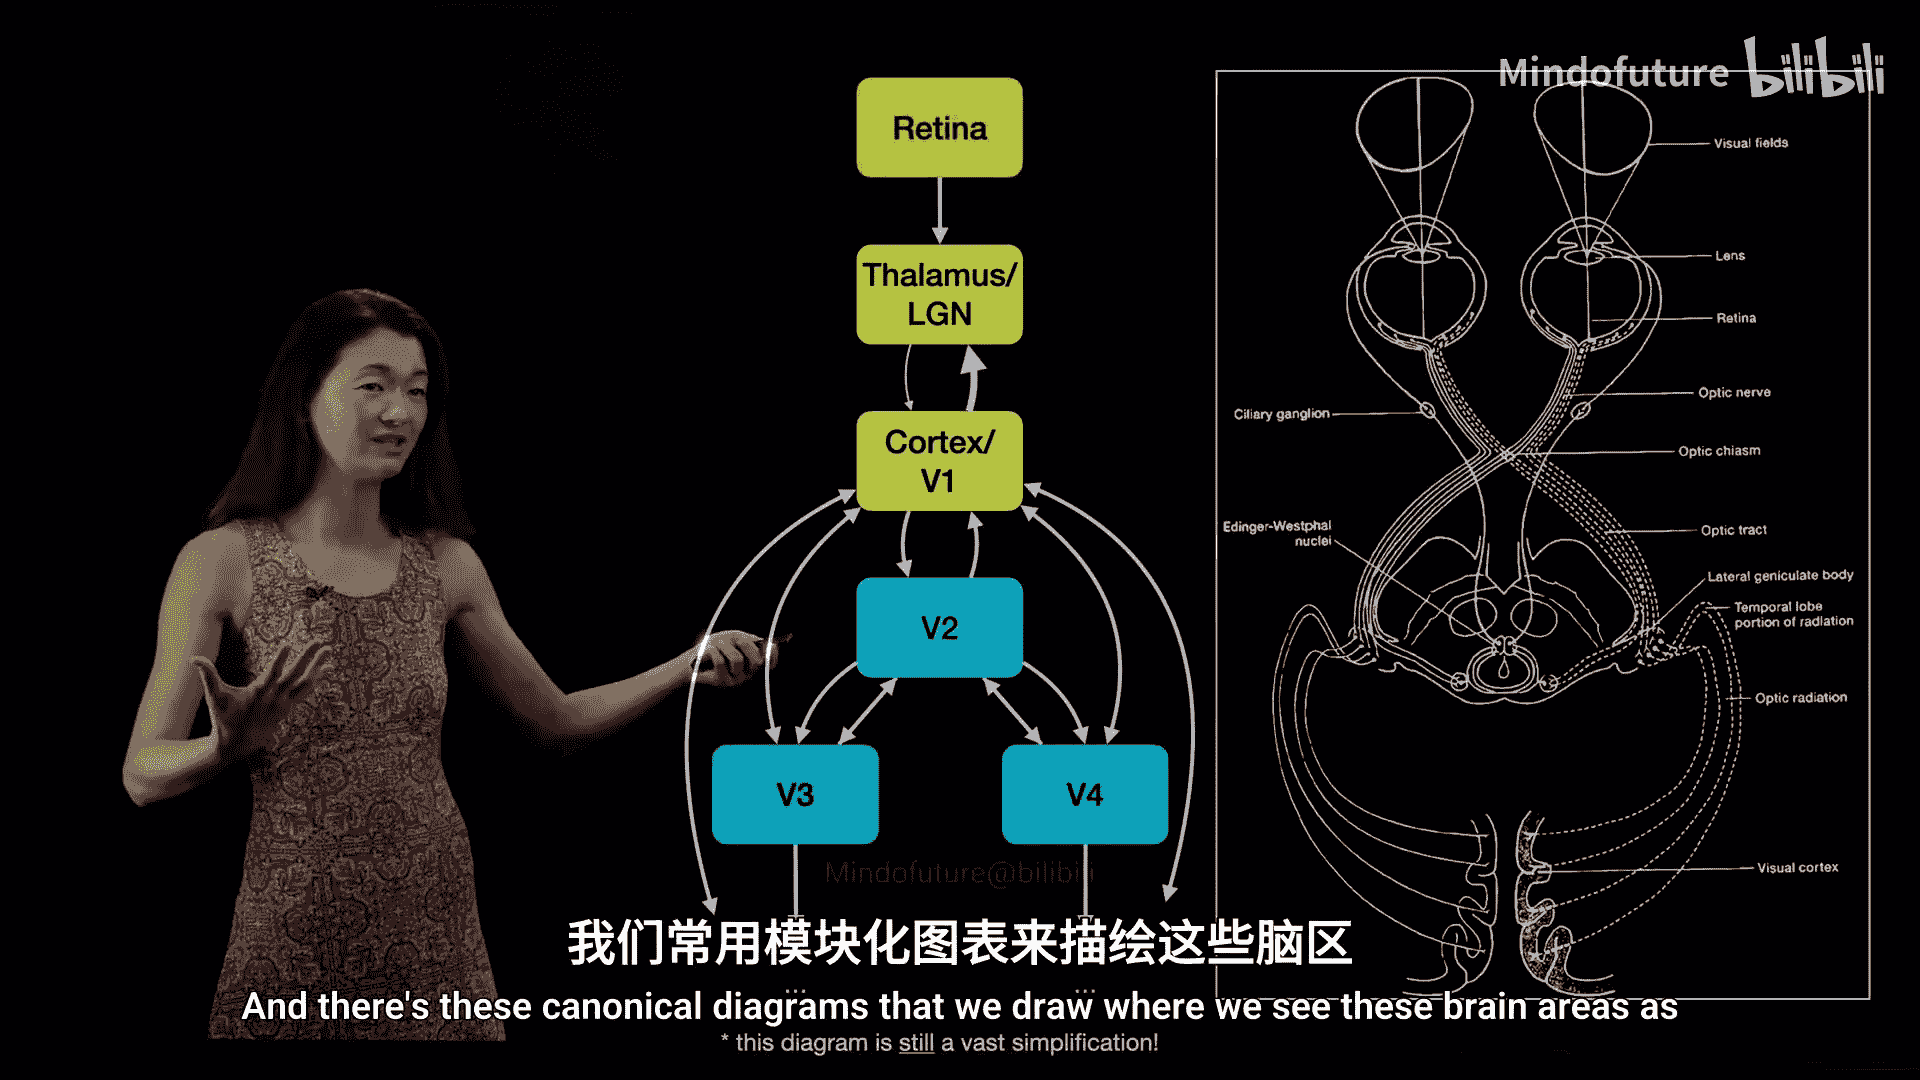 Mindofuture bilibili
Retina
Thalamus/
LGN
Cortex/
V1
V2
V3
V4
...
...
Visual fields
Lens
Retina
Optic nerve
Ciliary ganglion
Optic chiasm
Edinger-Westphal
nuclei
Optic tract
Lateral geniculate body
Temporal lobe
portion of radiation
Optic radiation
Visual cortex
Mindofuture@bilibili
我们常用模块化图表来描绘这些脑区
And there's these canonical diagrams that we draw where we see these brain areas as
* this diagram is still a vast simplification!